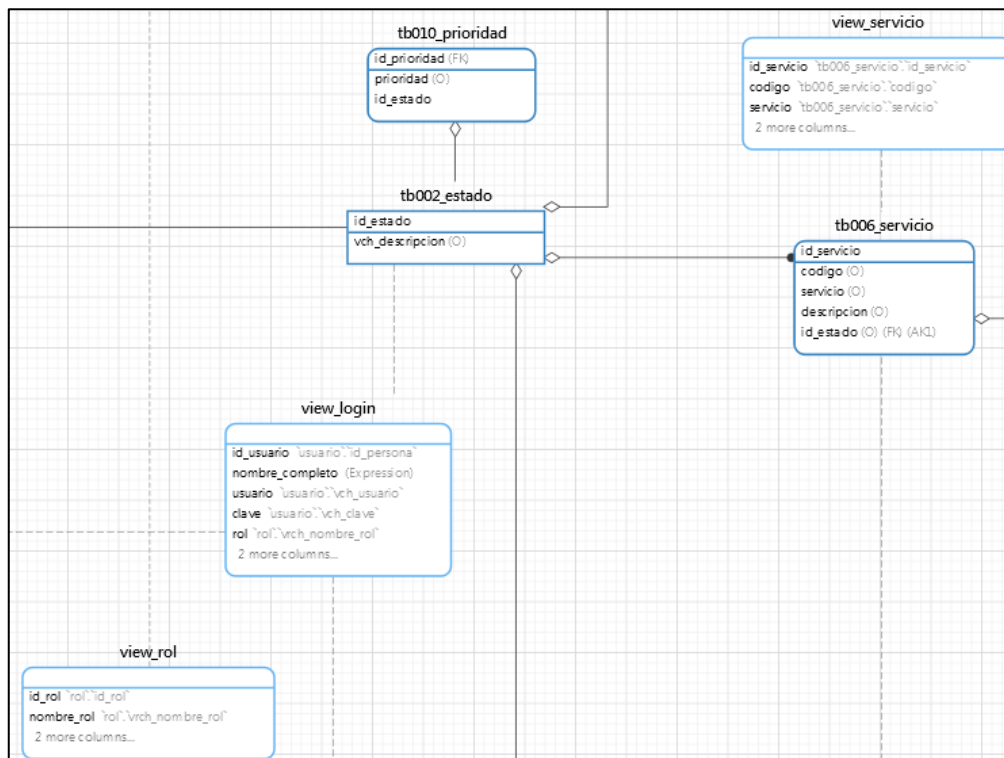 tb010_prioridad
id_prioridad (FK)
prioridad (O)
id_estado
view_servicio
id_servicio `tb006_servicio`.`id_servicio`
codigo `tb006_servicio`.`codigo`
servicio `tb006_servicio`.`servicio`
2 more columns...
tb002_estado
id_estado
vch_descripcion (O)
tb006_servicio
id_servicio
codigo (O)
servicio (O)
descripcion (O)
id_estado (O) (FK) (AK1)
view_login
id_usuario `usuario`.`id_persona`
nombre_completo (Expression)
usuario `usuario`.`vch_usuario`
clave `usuario`.`vch_clave`
rol `rol`.`vrch_nombre_rol`
2 more columns...
view_rol
id_rol `rol`.`id_rol`
nombre_rol `rol`.`vrch_nombre_rol`
2 more columns...